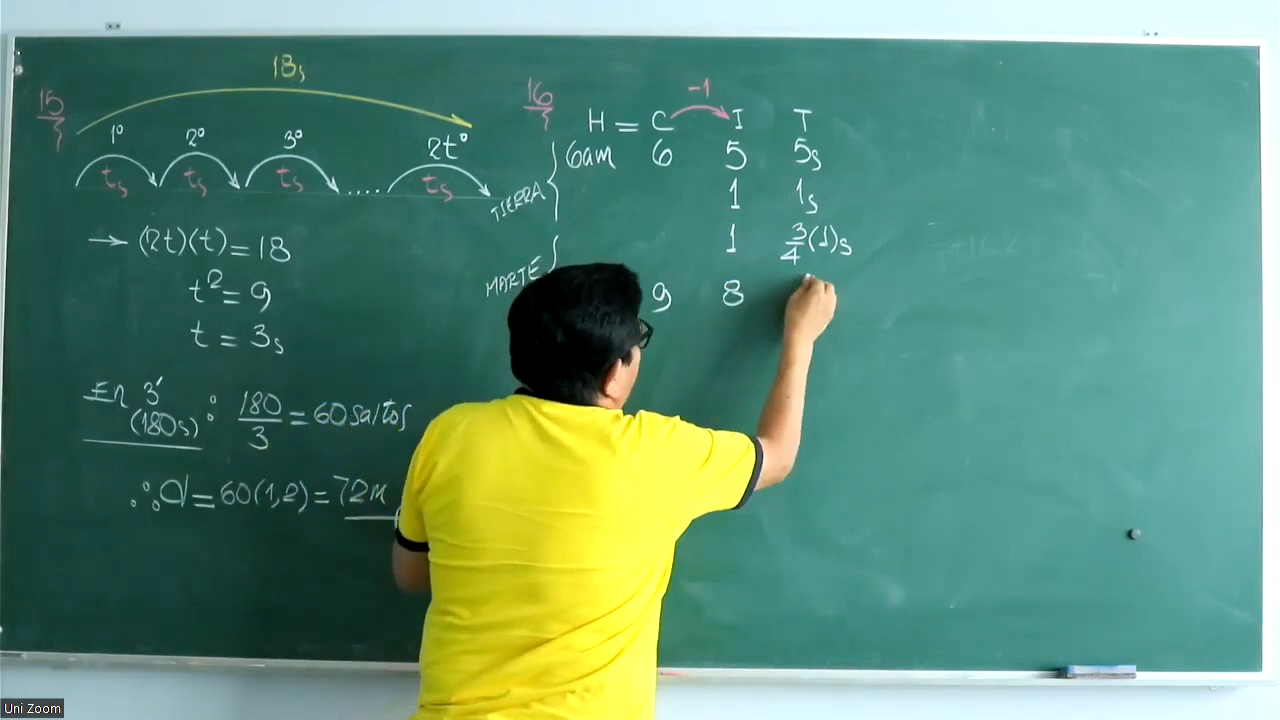 15
18s
1° 2° 3° 2t°
ts ts ts ..... ts
→ (2t)(t) = 18
t² = 9
t = 3s
En 3'
(180s) : 180/3 = 60 saltos
∴ d = 60(1,2) = 72m
16
-1
H = C I T
TIERRA
6am 6 5 5s
1 1s
MARTE
1 3/4(1)s
9 8
Uni Zoom